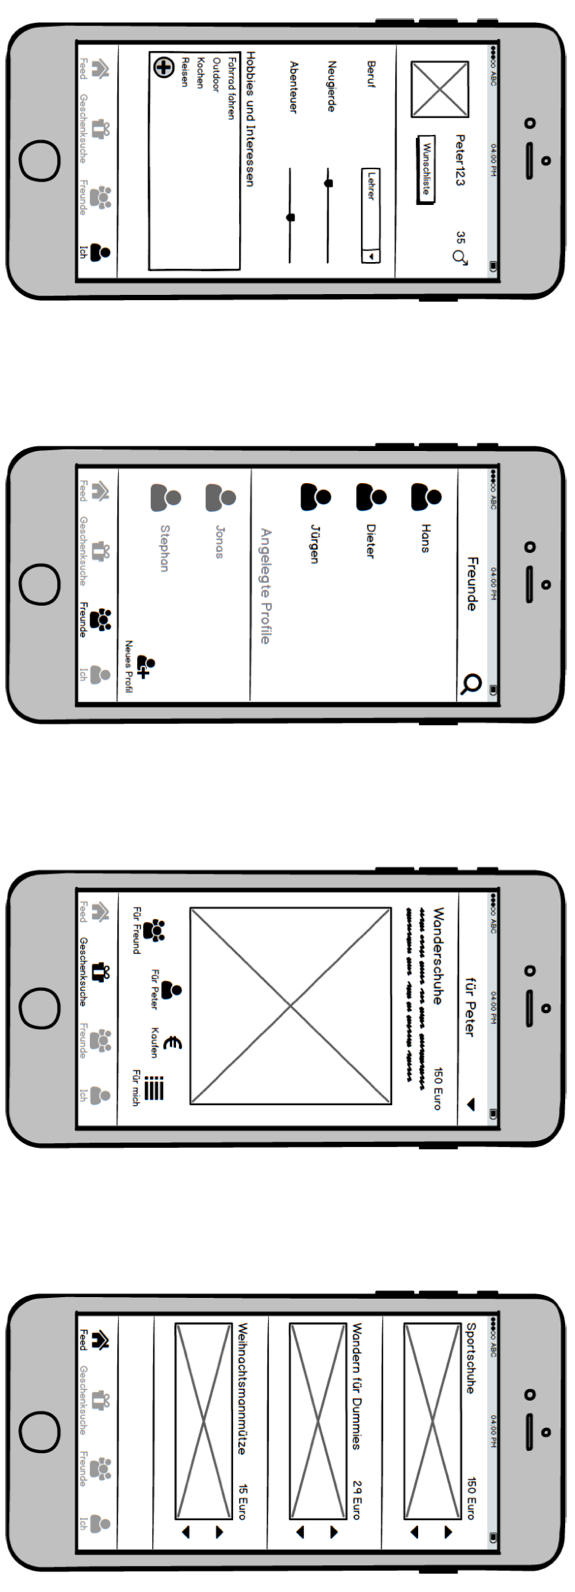 ●●●○○ ABC 04:00 PM
Peter123 35
Wunschliste
Beruf Lehrer
Neugierde
Abenteuer
Hobbies und Interessen
Fahrrad fahren
Outdoor
Kochen
Reisen
Feed Geschenksuche Freunde Ich
●●●○○ ABC 04:00 PM
Freunde
Hans
Dieter
Jürgen
Angelegte Profile
Jonas
Stephan
Neues Profil
Feed Geschenksuche Freunde Ich
●●●○○ ABC 04:00 PM
für Peter
Wanderschuhe 150 Euro
Für Freund Für Peter Kaufen Für mich
Feed Geschenksuche Freunde Ich
●●●○○ ABC 04:00 PM
Sportschuhe 150 Euro
Wandern für Dummies 29 Euro
Weihnachtsmannmütze 15 Euro
Feed Geschenksuche Freunde Ich